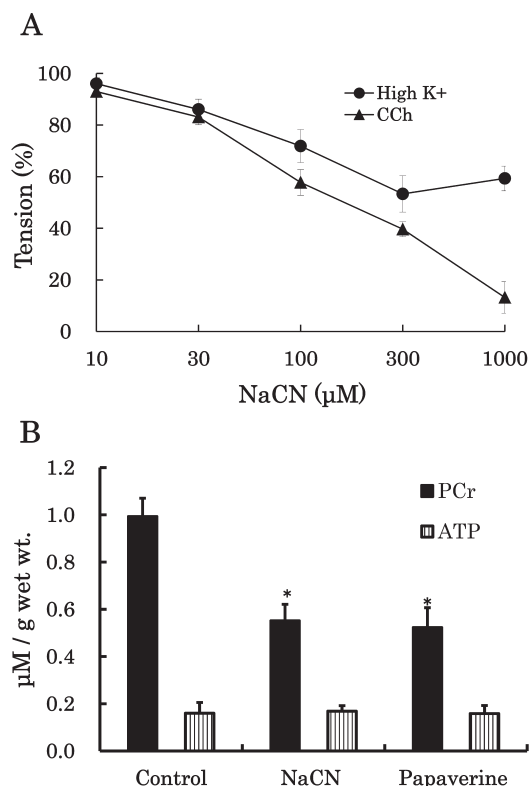 A
100
80
60
40
20
0
Tension (%)
High K+
CCh
10 30 100 300 1000
NaCN (µM)
B
1.2
1.0
0.8
0.6
0.4
0.2
0.0
µM / g wet wt.
PCr
ATP
*
*
Control NaCN Papaverine